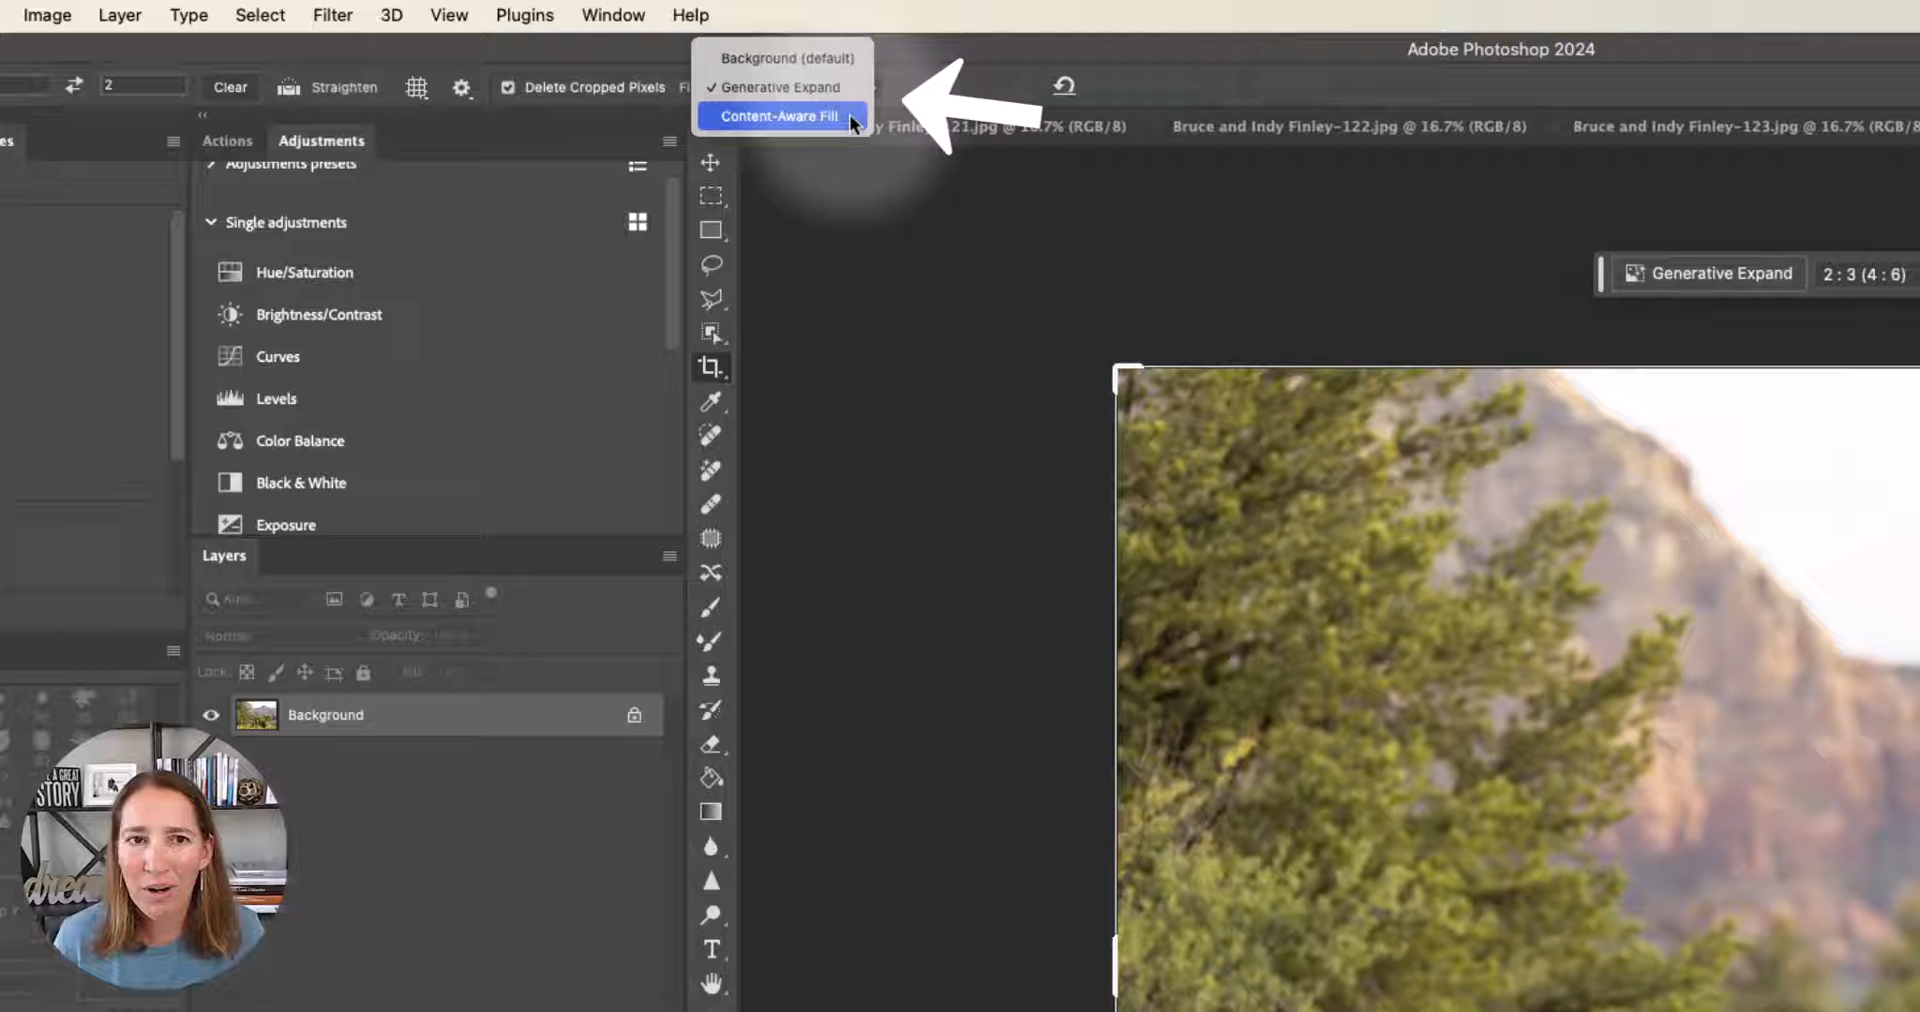 Image Layer Type Select Filter 3D View Plugins Window Help
Adobe Photoshop 2024
Background (default)
✓ Generative Expand
Content-Aware Fill
2 Clear Straighten Delete Cropped Pixels
21.jpg @ 16.7% (RGB/8) Bruce and Indy Finley-122.jpg @ 16.7% (RGB/8) Bruce and Indy Finley-123.jpg @ 16.7% (RGB/8
Actions Adjustments
Adjustments presets
Single adjustments
Hue/Saturation
Brightness/Contrast
Curves
Levels
Color Balance
Black & White
Exposure
Generative Expand 2 : 3 (4 : 6)
Layers
Normal Opacity:
Lock:
Background
A GREAT
STORY
dream